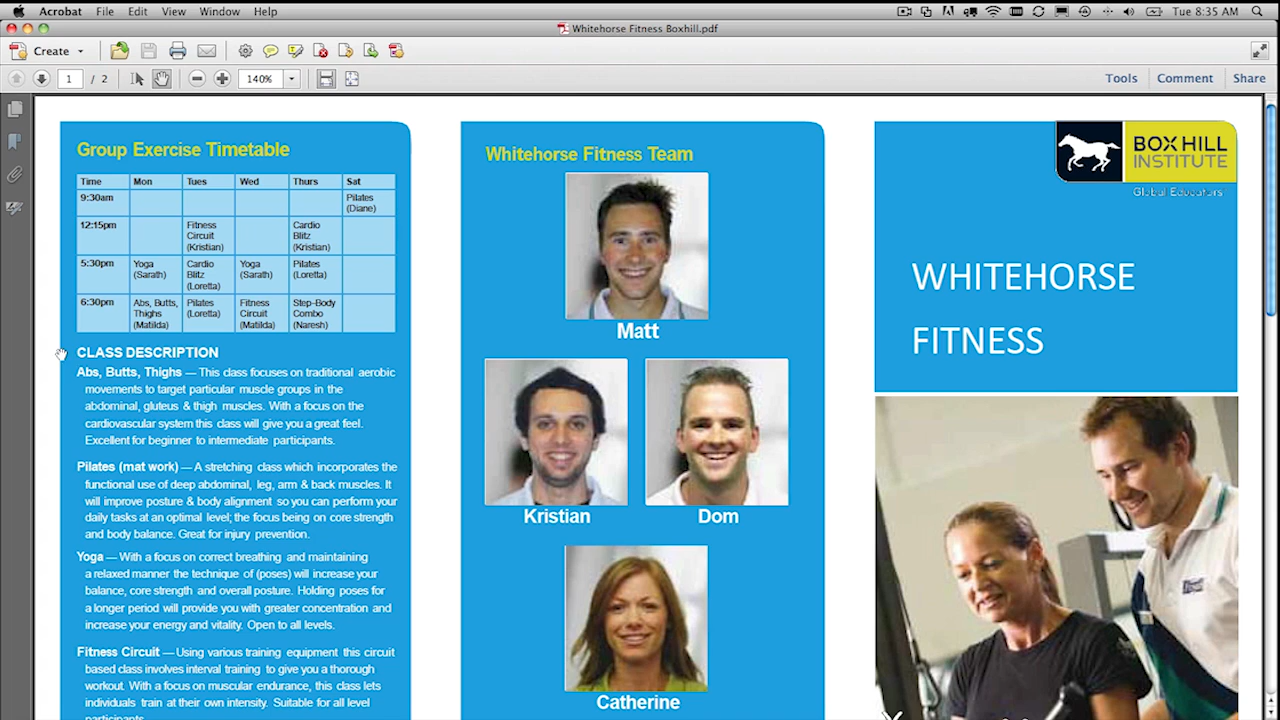 Acrobat File Edit View Window Help
Tue 8:35 AM
Whitehorse Fitness Boxhill.pdf
Create
1 / 2
140%
Tools Comment Share
Group Exercise Timetable
Time Mon Tues Wed Thurs Sat
9:30am Pilates
(Diane)
12:15pm Fitness Cardio
Circuit Blitz
(Kristian) (Kristian)
5:30pm Yoga Cardio Yoga Pilates
(Sarath) Blitz (Sarath) (Loretta)
(Loretta)
6:30pm Abs, Butts, Pilates Fitness Step-Body
Thighs (Loretta) Circuit Combo
(Matilda) (Matilda) (Naresh)
CLASS DESCRIPTION
Abs, Butts, Thighs — This class focuses on traditional aerobic
movements to target particular muscle groups in the
abdominal, gluteus & thigh muscles. With a focus on the
cardiovascular system this class will give you a great feel.
Excellent for beginner to intermediate participants.
Pilates (mat work) — A stretching class which incorporates the
functional use of deep abdominal, leg, arm & back muscles. It
will improve posture & body alignment so you can perform your
daily tasks at an optimal level; the focus being on core strength
and body balance. Great for injury prevention.
Yoga — With a focus on correct breathing and maintaining
a relaxed manner the technique of (poses) will increase your
balance, core strength and overall posture. Holding poses for
a longer period will provide you with greater concentration and
increase your energy and vitality. Open to all levels.
Fitness Circuit — Using various training equipment this circuit
based class involves interval training to give you a thorough
workout. With a focus on muscular endurance, this class lets
individuals train at their own intensity. Suitable for all level
participants.
Whitehorse Fitness Team
Matt
Kristian Dom
Catherine
BOX HILL
INSTITUTE
Global Educators
WHITEHORSE
FITNESS